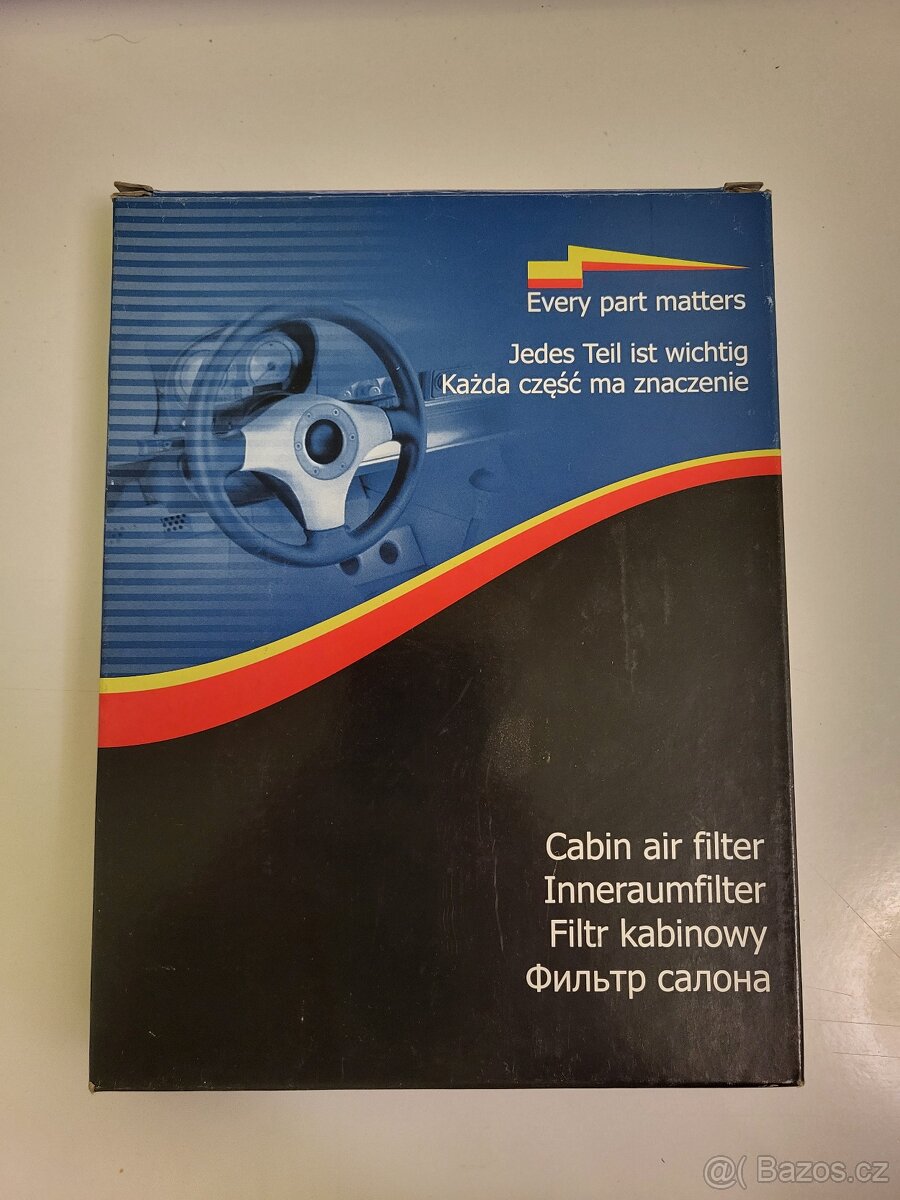 Every part matters
Jedes Teil ist wichtig
Każda część ma znaczenie
Cabin air filter
Inneraumfilter
Filtr kabinowy
Фильтр салона
@( Bazos.cz